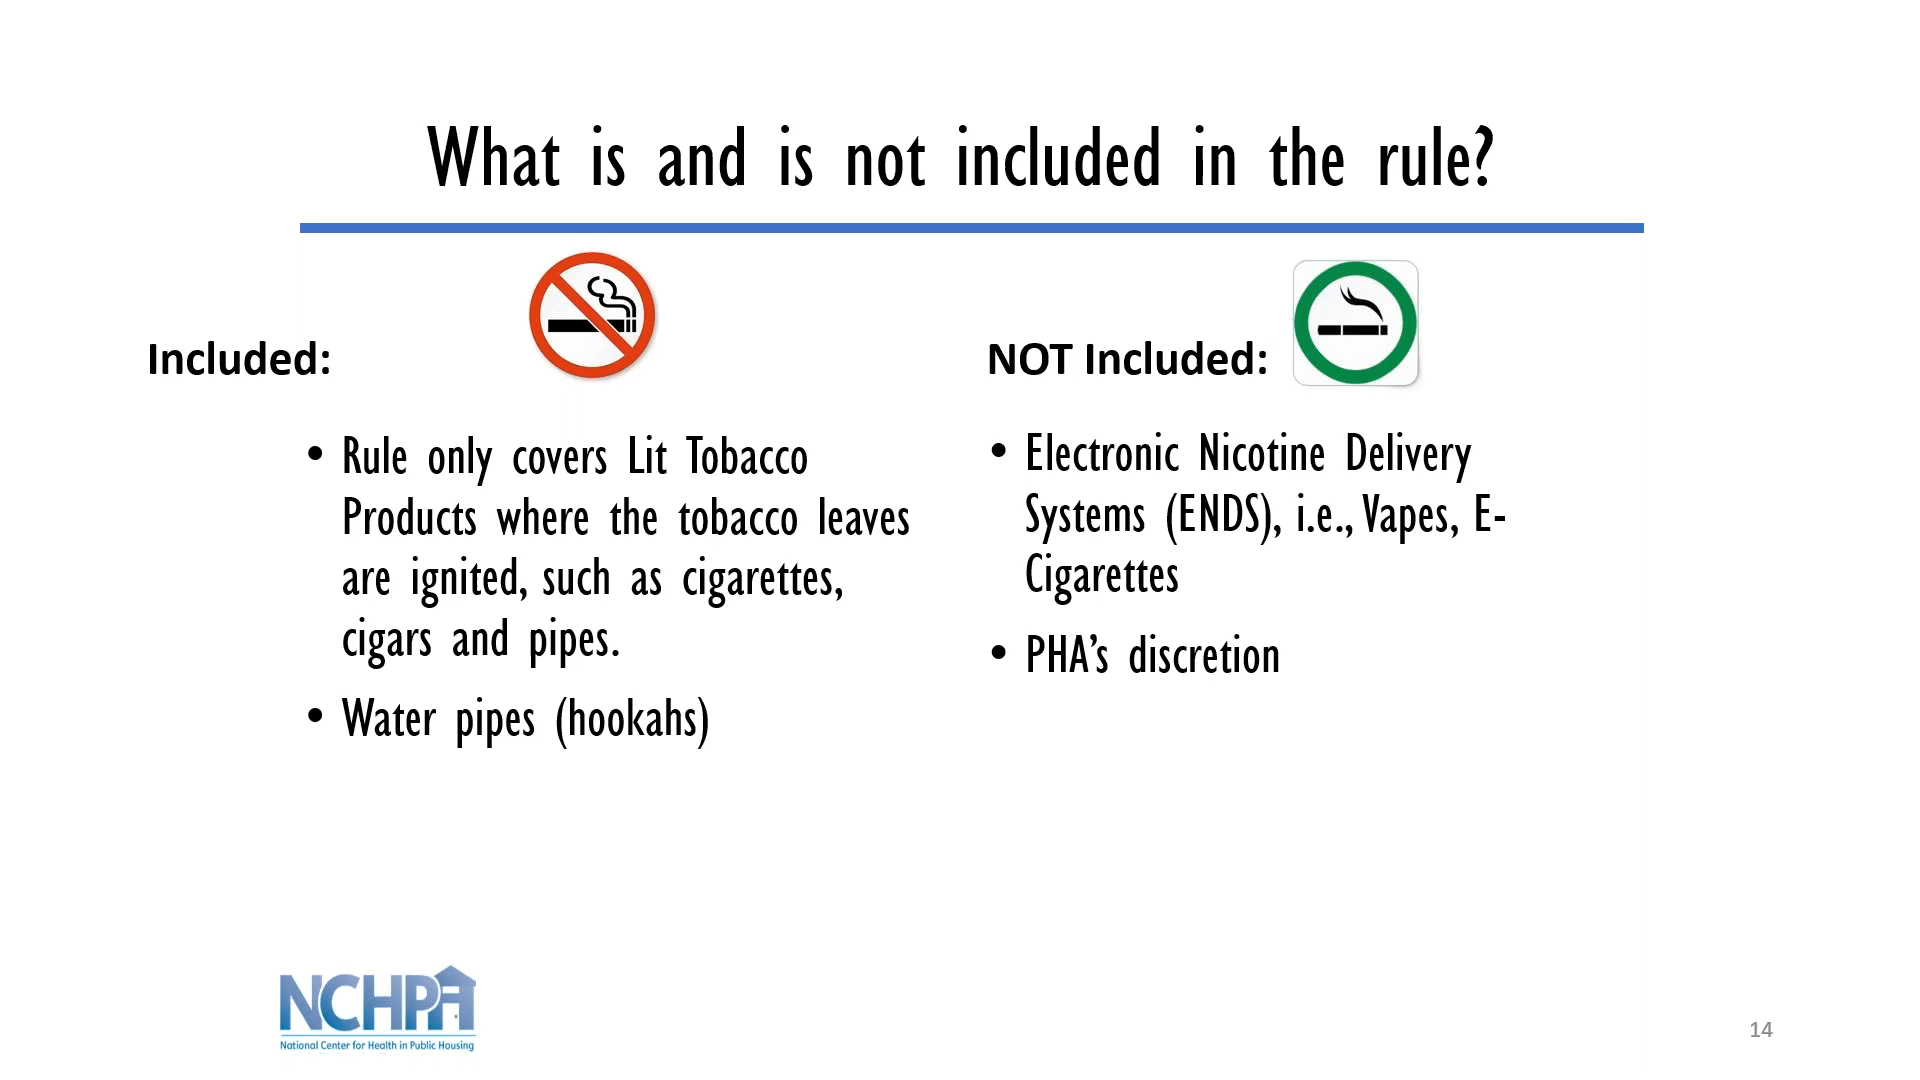 What is and is not included in the rule?
Included:
• Rule only covers Lit Tobacco
Products where the tobacco leaves
are ignited, such as cigarettes,
cigars and pipes.
• Water pipes (hookahs)
NOT Included:
• Electronic Nicotine Delivery
Systems (ENDS), i.e., Vapes, E-
Cigarettes
• PHA’s discretion
NCHPH
National Center for Health in Public Housing
14